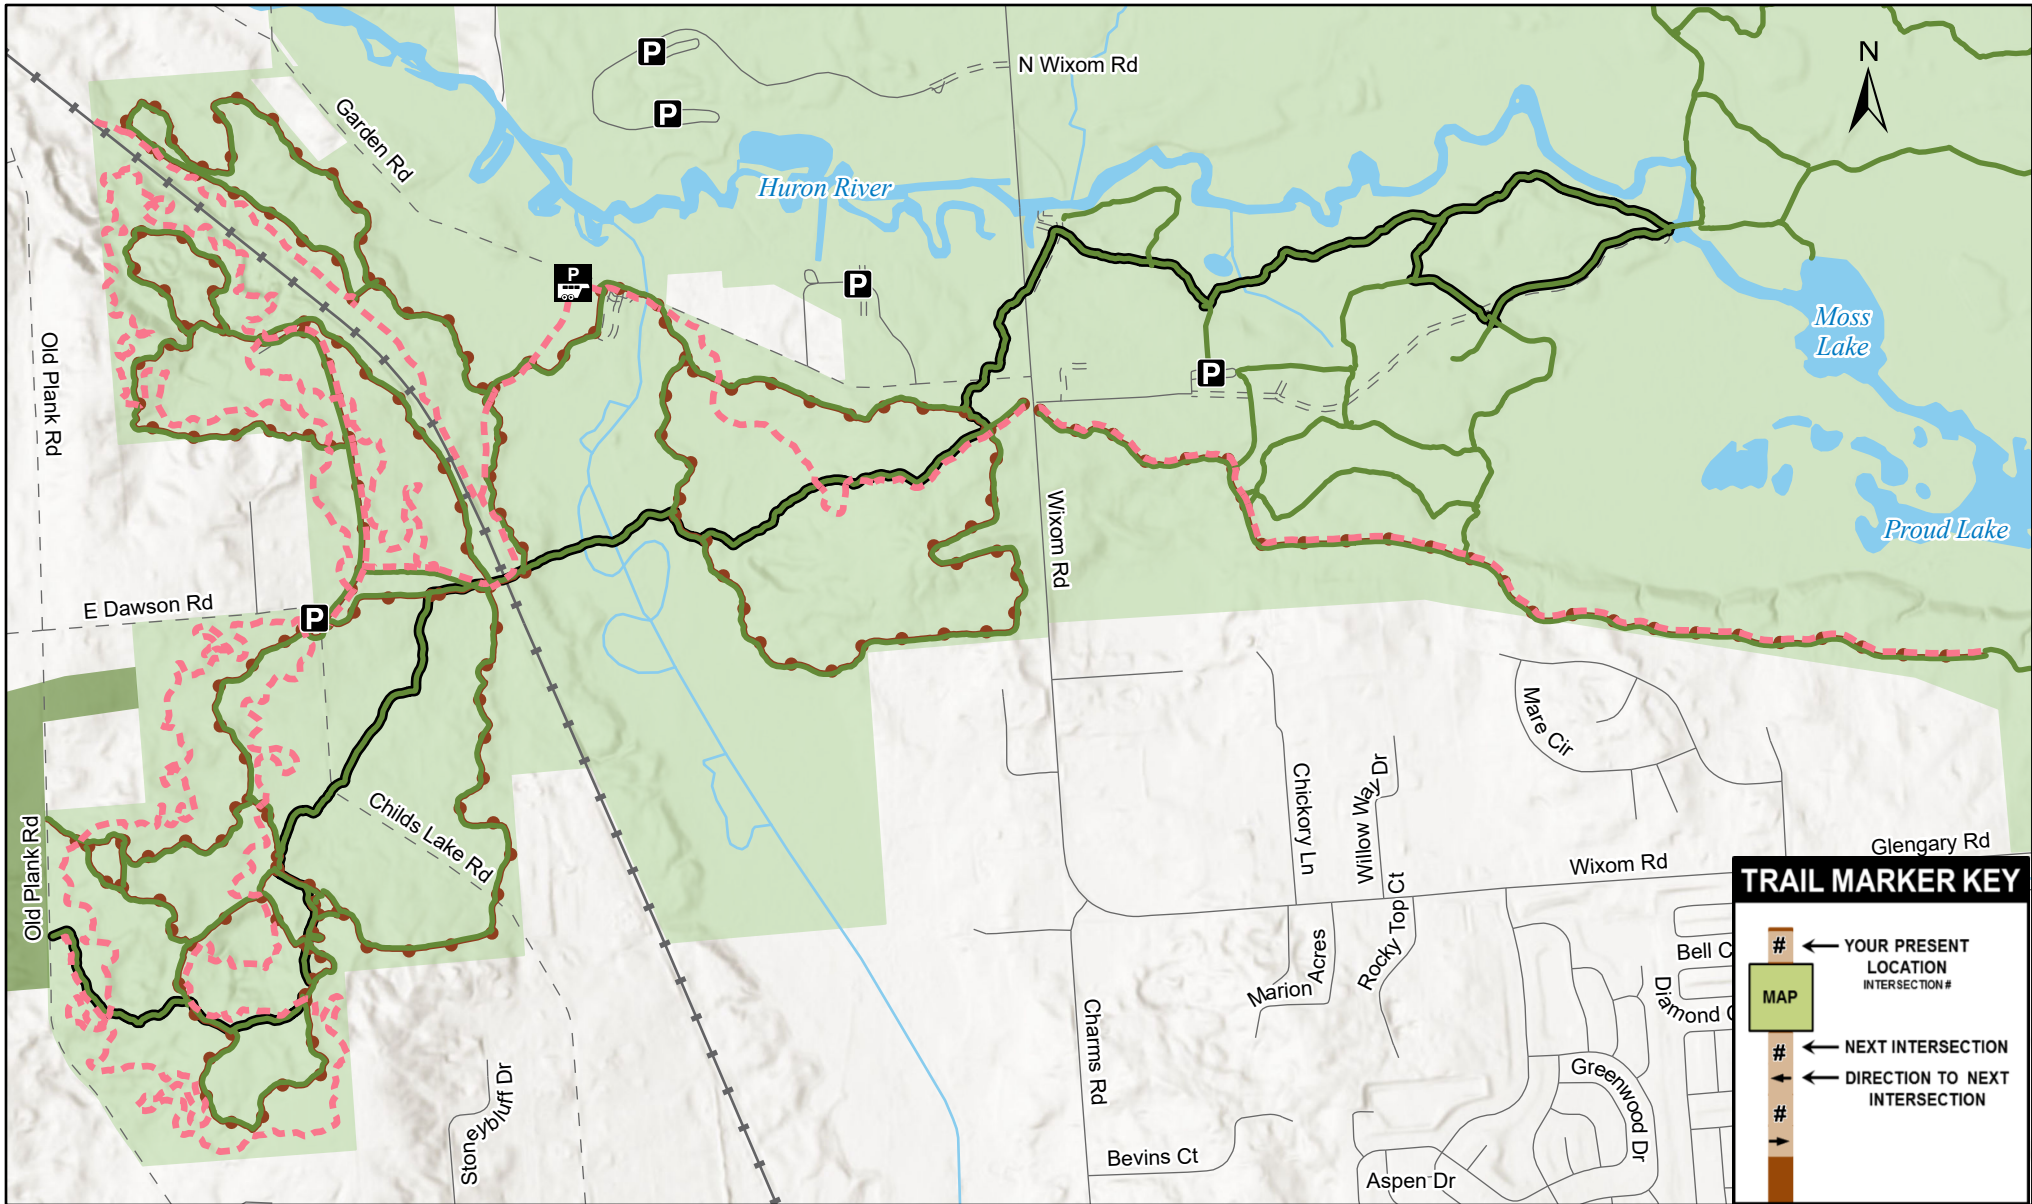 P
N Wixom Rd
N
P
Garden Rd
Huron River
P
P
Old Plank Rd
Moss
Lake
P
Wixom Rd
Proud Lake
E Dawson Rd
P
Mare Cir
Childs Lake Rd
Chickory Ln
Willow Way Dr
Old Plank Rd
Wixom Rd
Glengary Rd
Rocky Top Ct
Marion Acres
Bell C
Diamond C
Charms Rd
Stoneybluff Dr
Greenwood Dr
Bevins Ct
Aspen Dr
TRAIL MARKER KEY
#
YOUR PRESENT
LOCATION
INTERSECTION #
MAP
#
NEXT INTERSECTION
DIRECTION TO NEXT
INTERSECTION
#